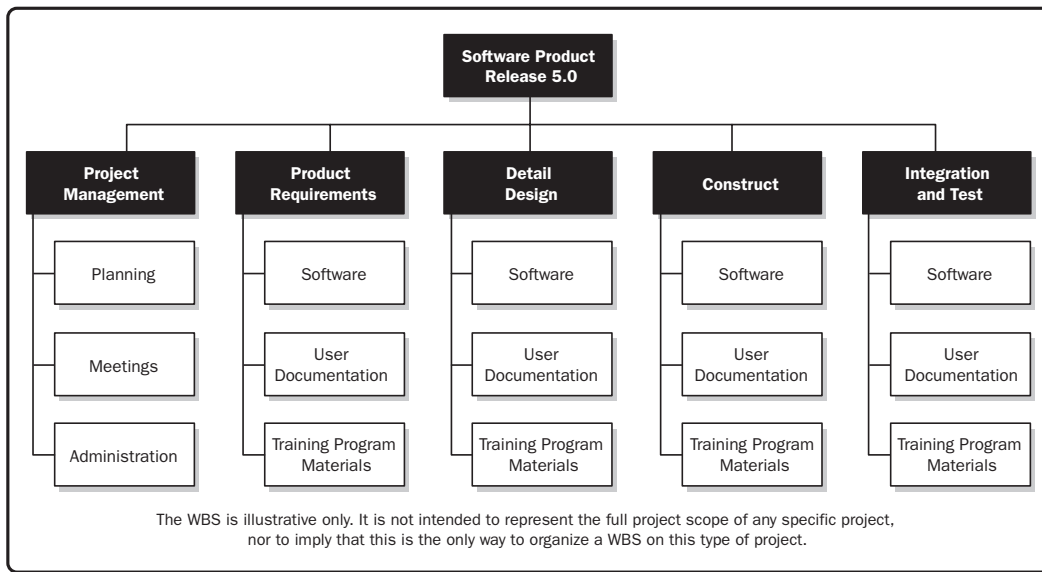 Software Product
Release 5.0
Project
Management
Product
Requirements
Detail
Design
Construct
Integration
and Test
Planning
Software
Software
Software
Software
Meetings
User
Documentation
User
Documentation
User
Documentation
User
Documentation
Administration
Training Program
Materials
Training Program
Materials
Training Program
Materials
Training Program
Materials
The WBS is illustrative only. It is not intended to represent the full project scope of any specific project,
nor to imply that this is the only way to organize a WBS on this type of project.